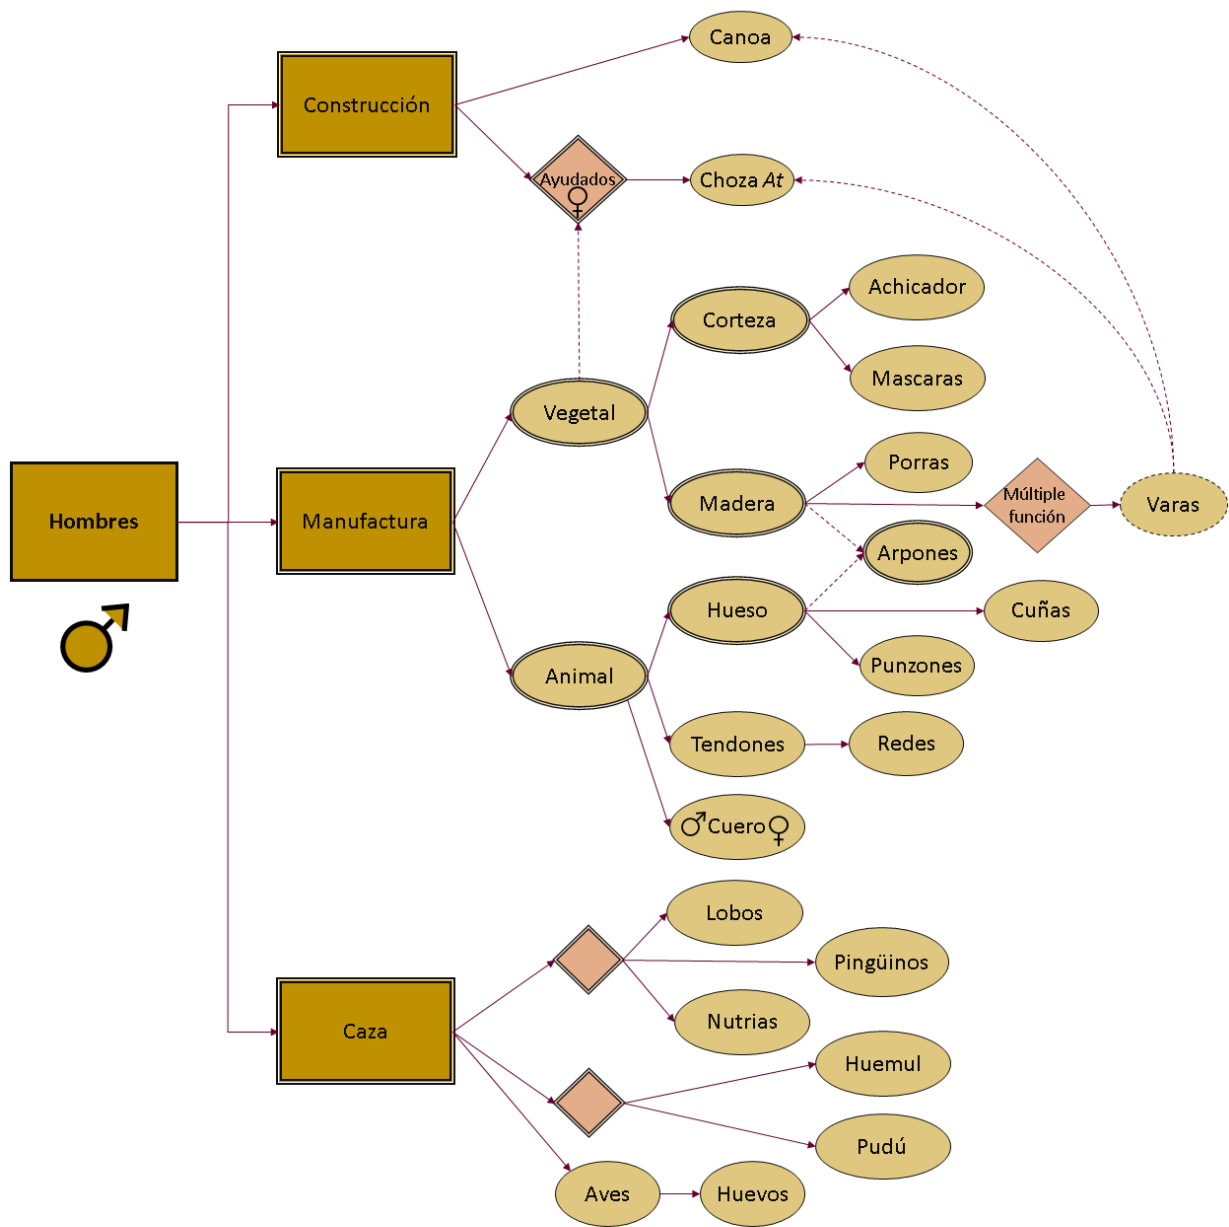 Canoa
Construcción
Ayudados
♀
Choza At
Achicador
Corteza
Mascaras
Vegetal
Porras
Madera
Múltiple
función
Varas
Hombres
Manufactura
Arpones
Hueso
Cuñas
Punzones
Animal
Tendones
Redes
♂Cuero♀
Lobos
Pingüinos
Nutrias
Caza
Huemul
Pudú
Aves
Huevos